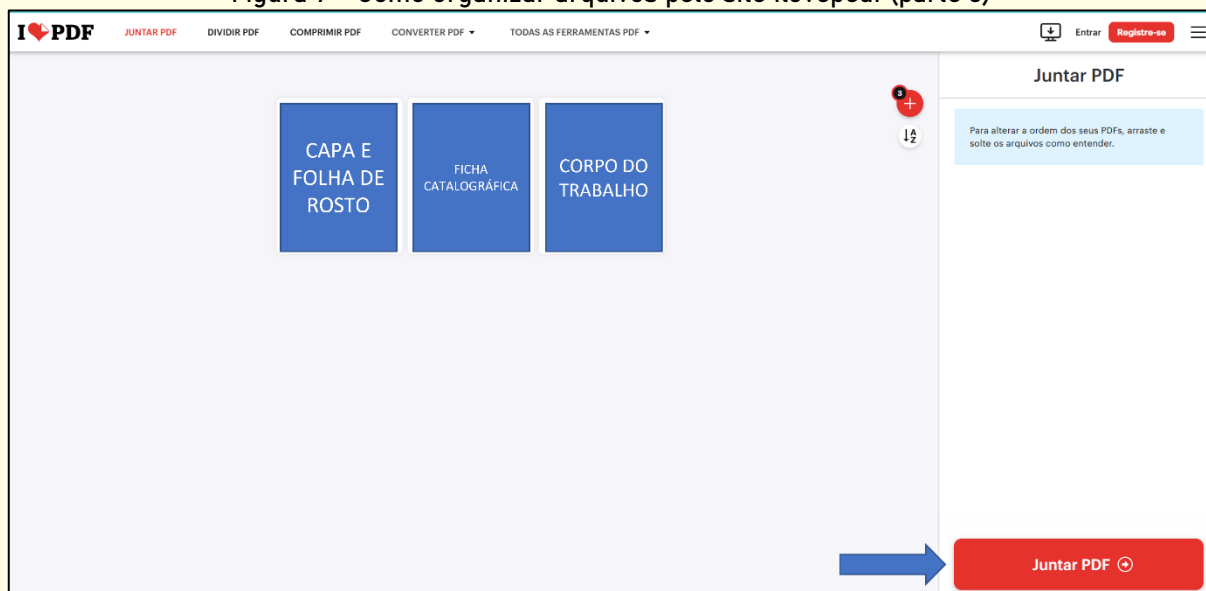 Figura 7 – Como organizar arquivos pelo site ilovepdf (parte 3)
I PDF JUNTAR PDF DIVIDIR PDF COMPRIMIR PDF CONVERTER PDF TODAS AS FERRAMENTAS PDF Entrar Registre-se
Juntar PDF
3
Para alterar a ordem dos seus PDFs, arraste e
solte os arquivos como entender.
A
Z
CAPA E
FOLHA DE
ROSTO
FICHA
CATALOGRÁFICA
CORPO DO
TRABALHO
Juntar PDF